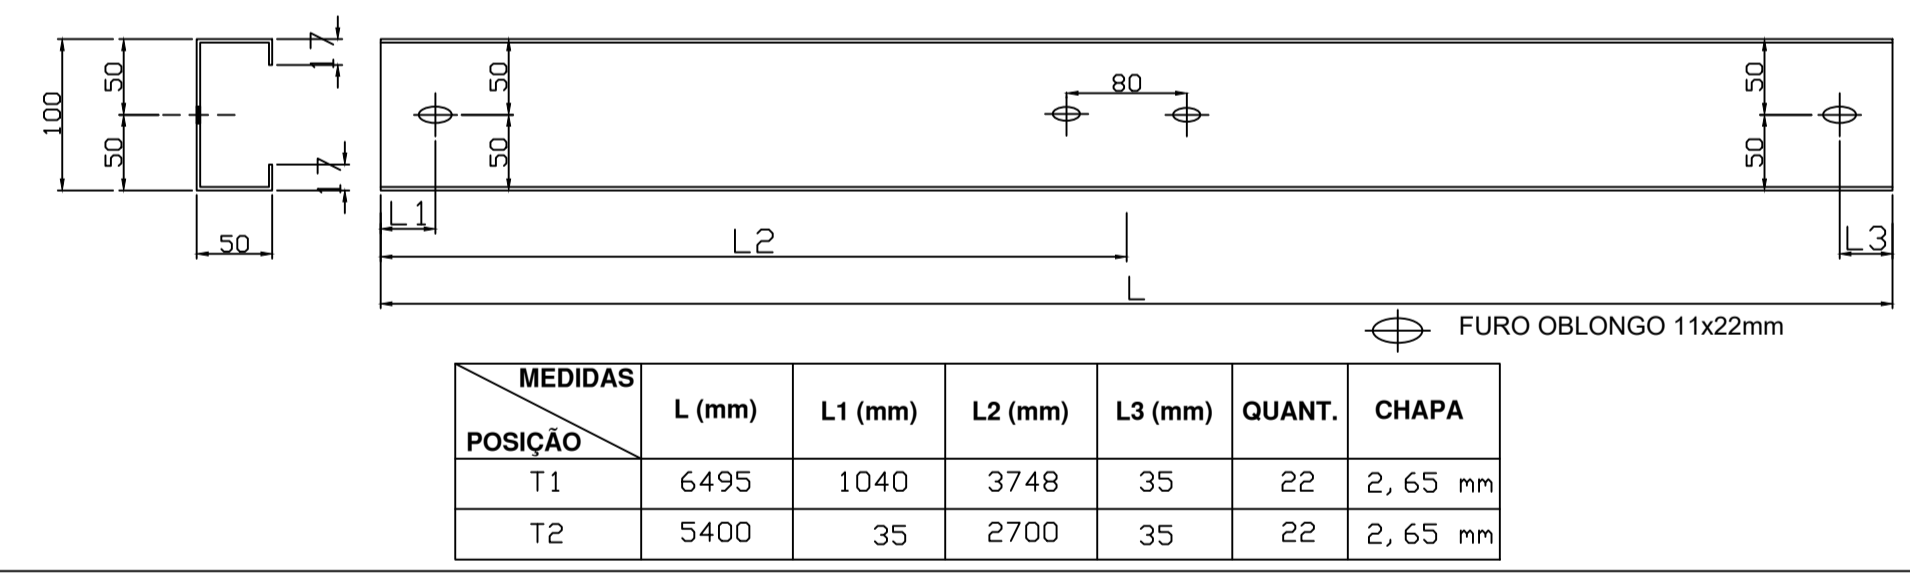 17
50
50
50
80
100
50
50
50
17
L1
L2
L3
50
L
FURO OBLONGO 11x22mm
MEDIDAS
POSIÇÃO
L (mm)
L1 (mm)
L2 (mm)
L3 (mm)
QUANT.
CHAPA
T1 6495 1040 3748 35 22 2,65 mm
T2 5400 35 2700 35 22 2,65 mm